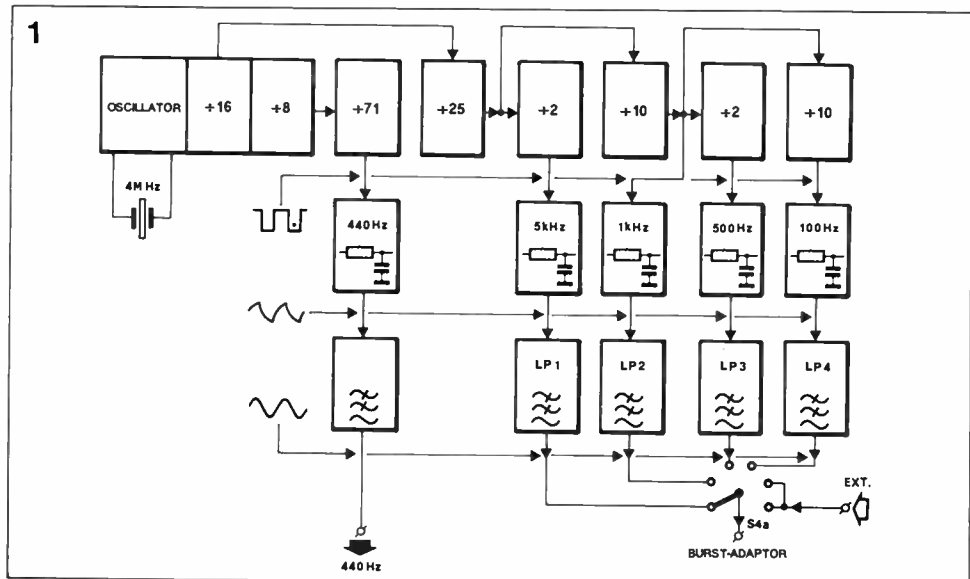 1
OSCILLATOR
÷16
÷8
÷71
÷25
÷2
÷10
÷2
÷10
4MHz
440Hz
5kHz
1kHz
500Hz
100Hz
LP1
LP2
LP3
LP4
EXT.
S4a
BURST-ADAPTOR
440Hz